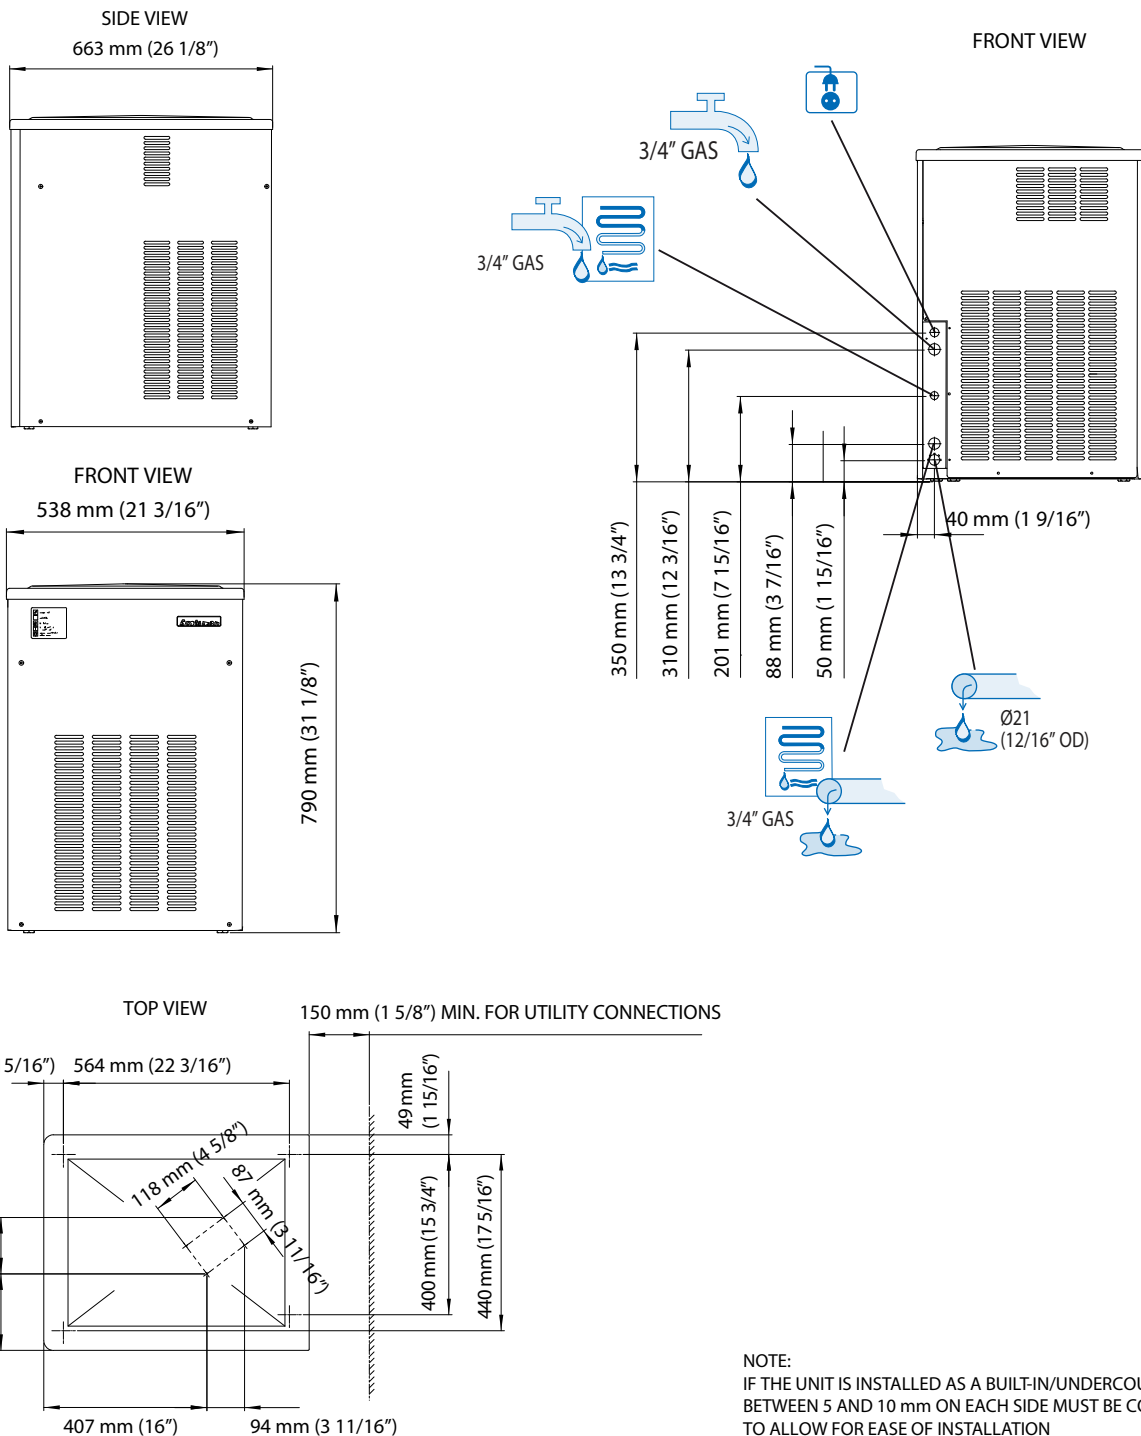 SIDE VIEW
663 mm (26 1/8”)
FRONT VIEW
3/4” GAS
3/4” GAS
FRONT VIEW
538 mm (21 3/16”)
790 mm (31 1/8”)
350 mm (13 3/4”)
310 mm (12 3/16”)
201 mm (7 15/16”)
88 mm (3 7/16”)
50 mm (1 15/16”)
40 mm (1 9/16”)
Ø21
(12/16” OD)
3/4” GAS
TOP VIEW
150 mm (1 5/8”) MIN. FOR UTILITY CONNECTIONS
5/16”)
564 mm (22 3/16”)
49 mm
(1 15/16”)
118 mm (4 5/8”)
87 mm (3 11/16”)
400 mm (15 3/4”)
440 mm (17 5/16”)
407 mm (16”)
94 mm (3 11/16”)
NOTE:
IF THE UNIT IS INSTALLED AS A BUILT-IN/UNDERCOU
BETWEEN 5 AND 10 mm ON EACH SIDE MUST BE CO
TO ALLOW FOR EASE OF INSTALLATION